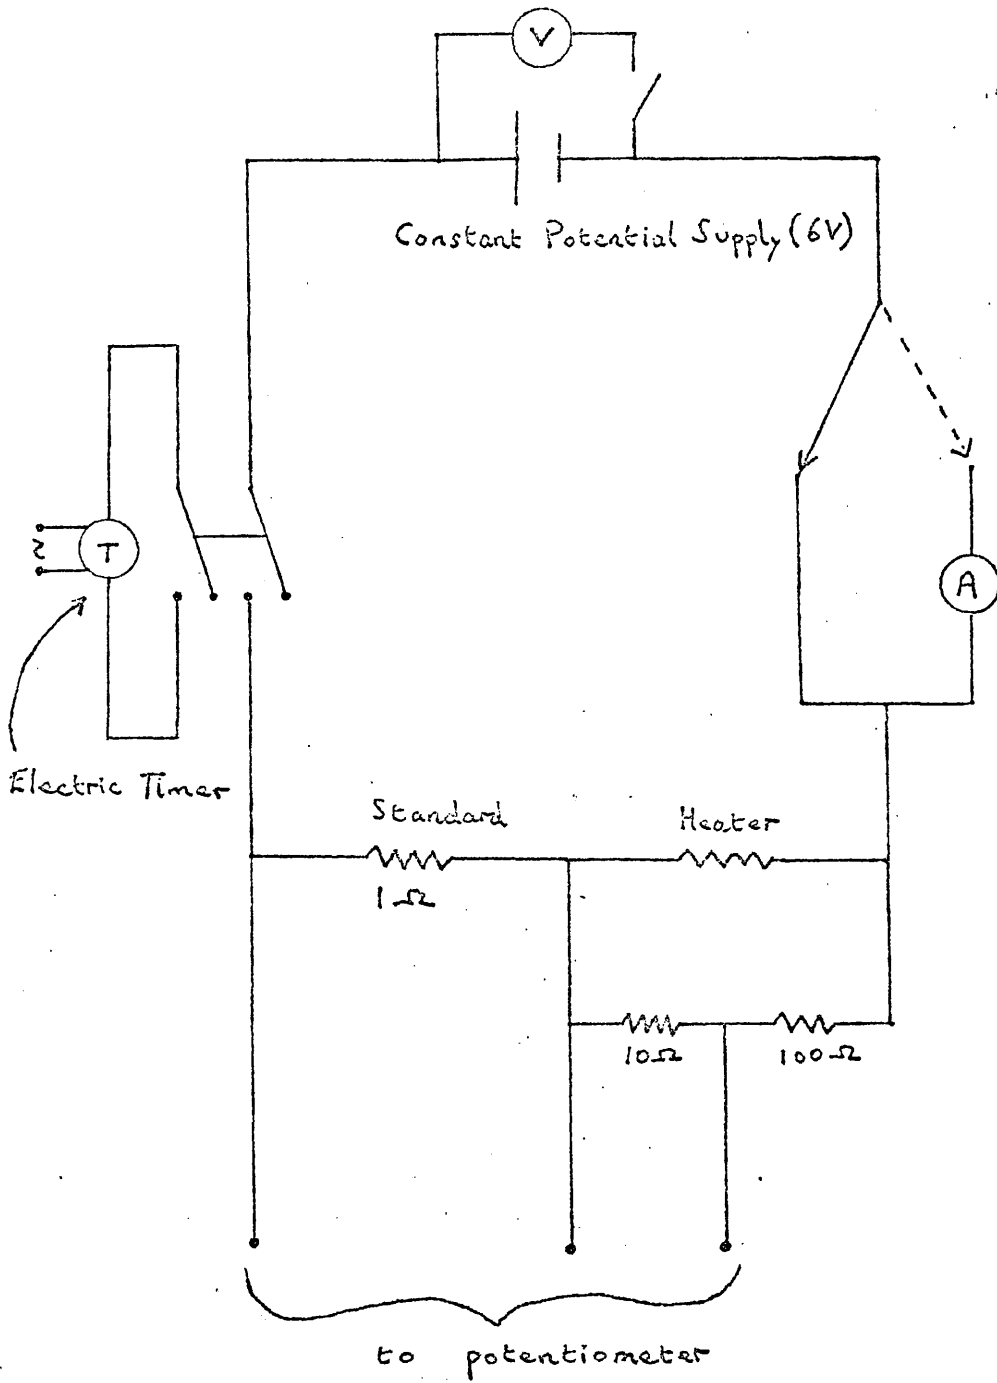 V
Constant Potential Supply (6V)
T
A
Electric Timer
Standard
Heater
1Ω
10Ω
100Ω
to potentiometer